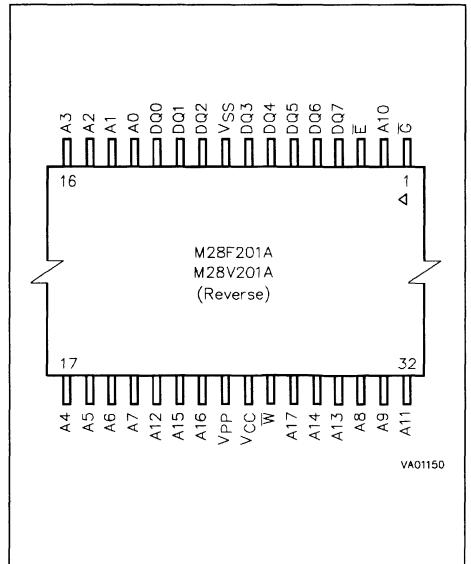 A3 A2 A1 A0 DQ0 DQ1 DQ2 VSS DQ3 DQ4 DQ5 DQ6 DQ7 E̅ A10 G̅
16 1
M28F201A
M28V201A
(Reverse)
17 32
A4 A5 A6 A7 A12 A15 A16 VPP VCC W̅ A17 A14 A13 A8 A9 A11
VA01150